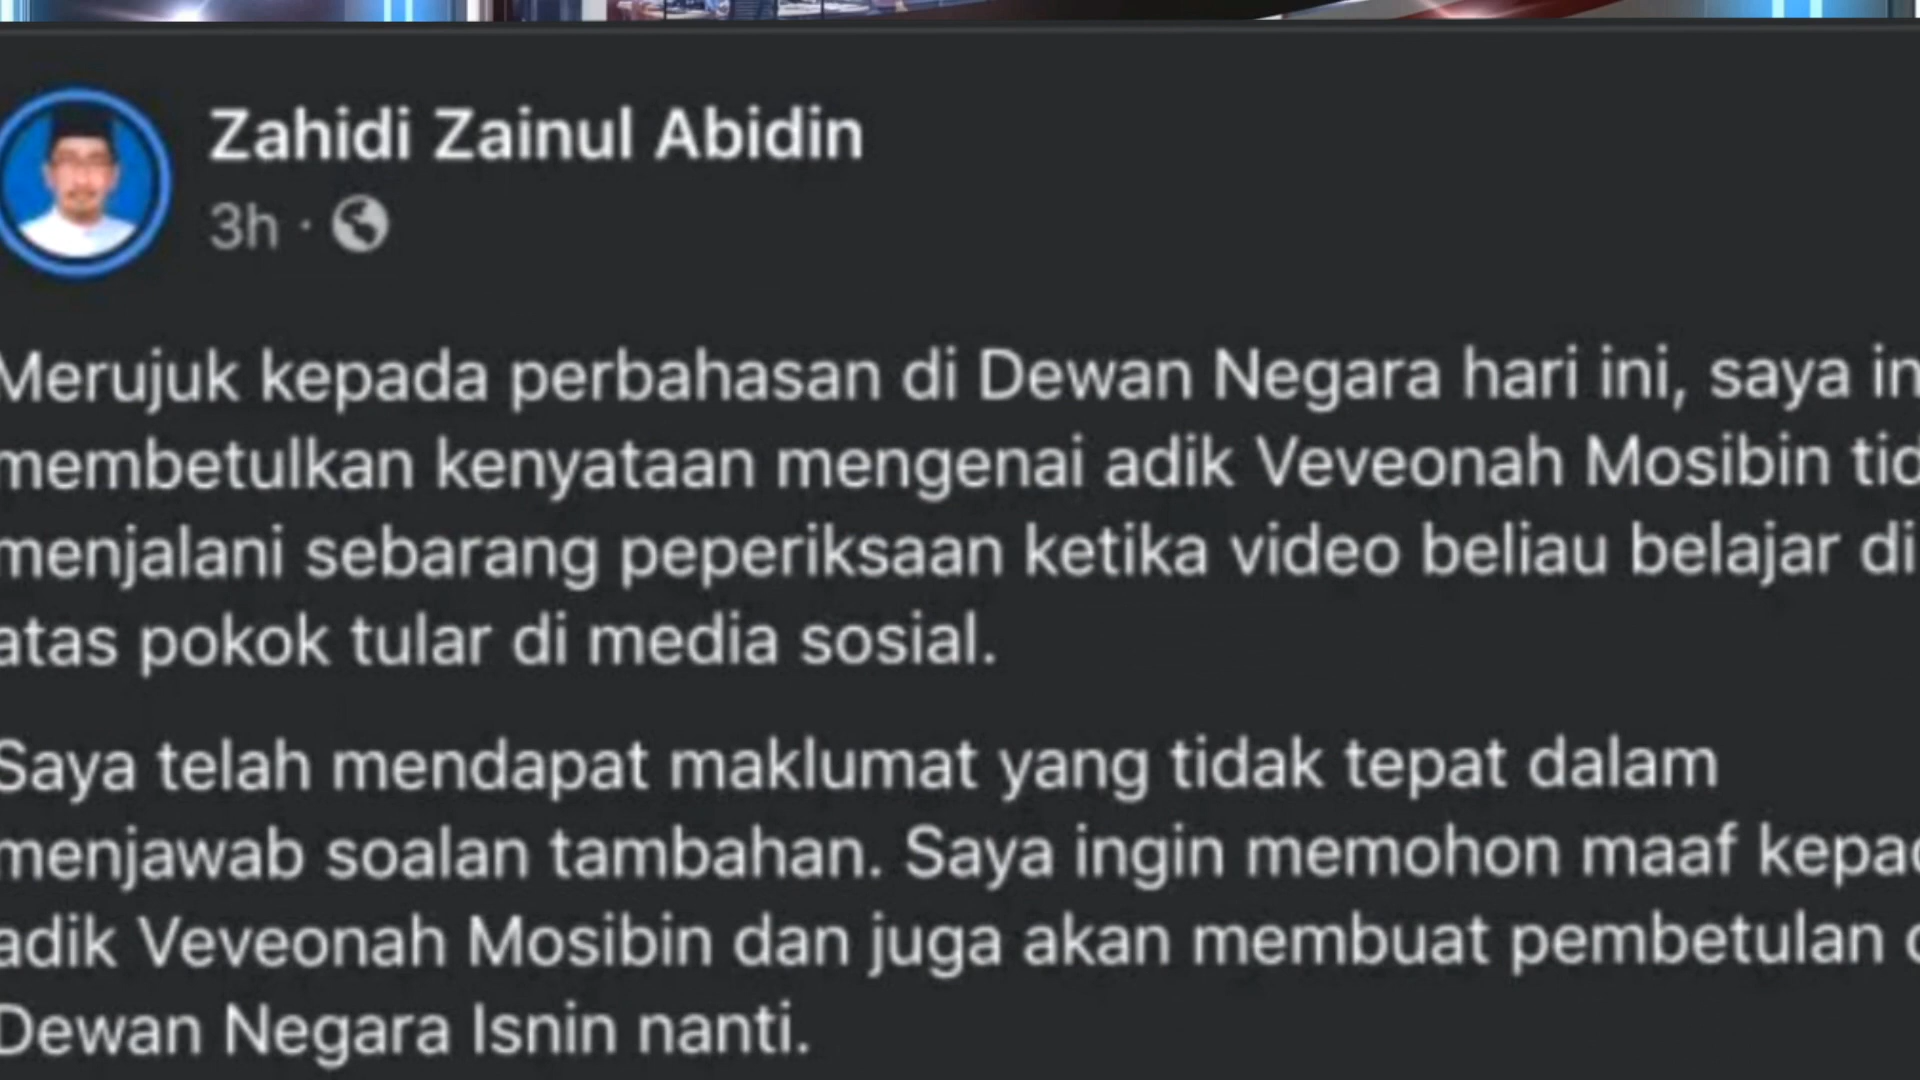 Zahidi Zainul Abidin
3h ·
Merujuk kepada perbahasan di Dewan Negara hari ini, saya in
membetulkan kenyataan mengenai adik Veveonah Mosibin tid
menjalani sebarang peperiksaan ketika video beliau belajar di
atas pokok tular di media sosial.
Saya telah mendapat maklumat yang tidak tepat dalam
menjawab soalan tambahan. Saya ingin memohon maaf kepad
adik Veveonah Mosibin dan juga akan membuat pembetulan d
Dewan Negara Isnin nanti.